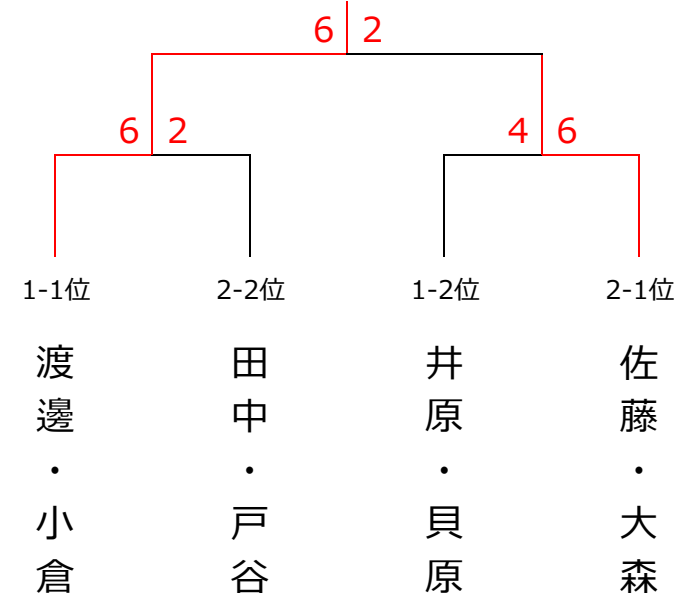 6 2
6 2
4 6
1-1位
2-2位
1-2位
2-1位
渡邊・小倉
田中・戸谷
井原・貝原
佐藤・大森